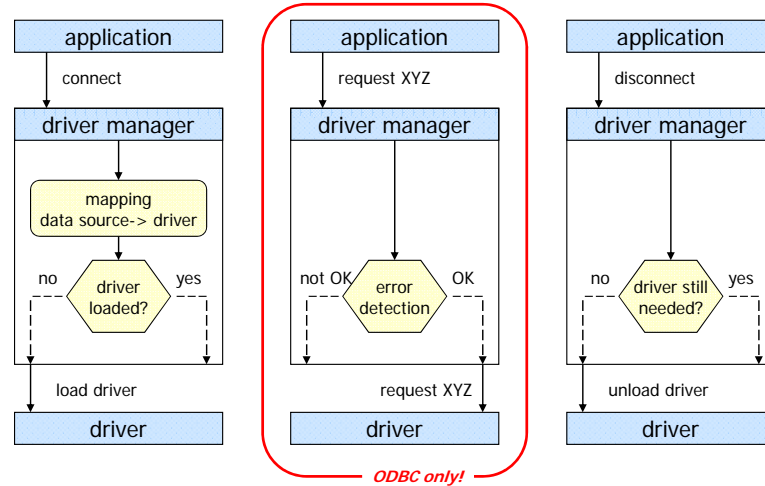 application
connect
driver manager
mapping
data source-> driver
no
yes
driver
loaded?
load driver
driver
application
request XYZ
driver manager
not OK
OK
error
detection
request XYZ
driver
ODBC only!
application
disconnect
driver manager
no
yes
driver still
needed?
unload driver
driver